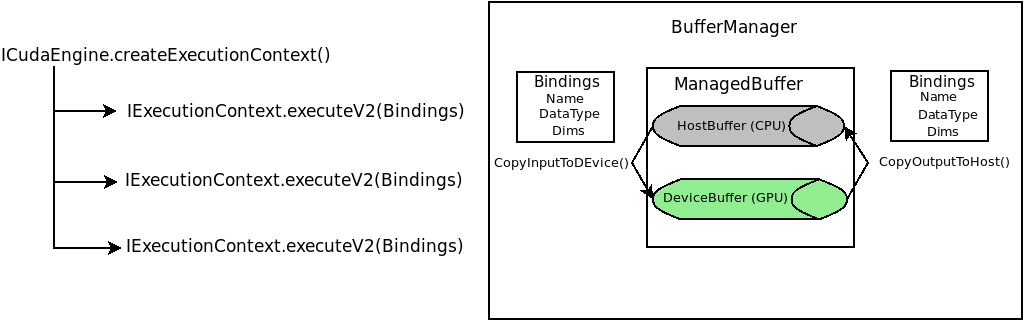 ICudaEngine.createExecutionContext()
IExecutionContext.executeV2(Bindings)
IExecutionContext.executeV2(Bindings)
IExecutionContext.executeV2(Bindings)
BufferManager
Bindings
Name
DataType
Dims
CopyInputToDEvice()
ManagedBuffer
HostBuffer (CPU)
DeviceBuffer (GPU)
Bindings
Name
DataType
Dims
CopyOutputToHost()